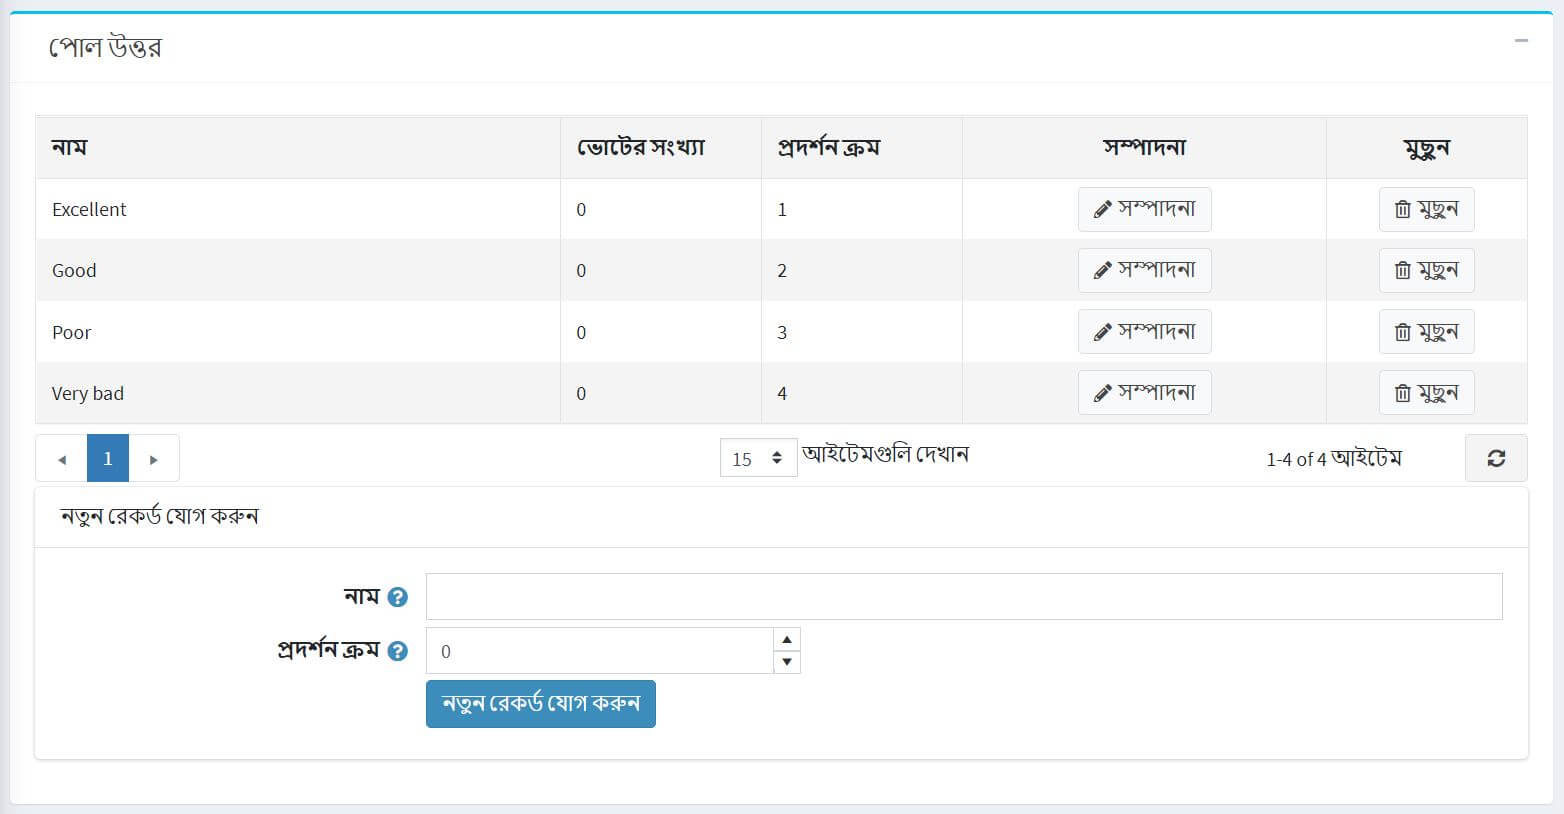 পোল উত্তর
নাম ভোটের সংখ্যা প্রদর্শন ক্রম সম্পাদনা মুছুন
Excellent 0 1 সম্পাদনা মুছুন
Good 0 2 সম্পাদনা মুছুন
Poor 0 3 সম্পাদনা মুছুন
Very bad 0 4 সম্পাদনা মুছুন
1 15 আইটেমগুলি দেখান 1-4 of 4 আইটেম
নতুন রেকর্ড যোগ করুন
নাম
প্রদর্শন ক্রম 0
নতুন রেকর্ড যোগ করুন